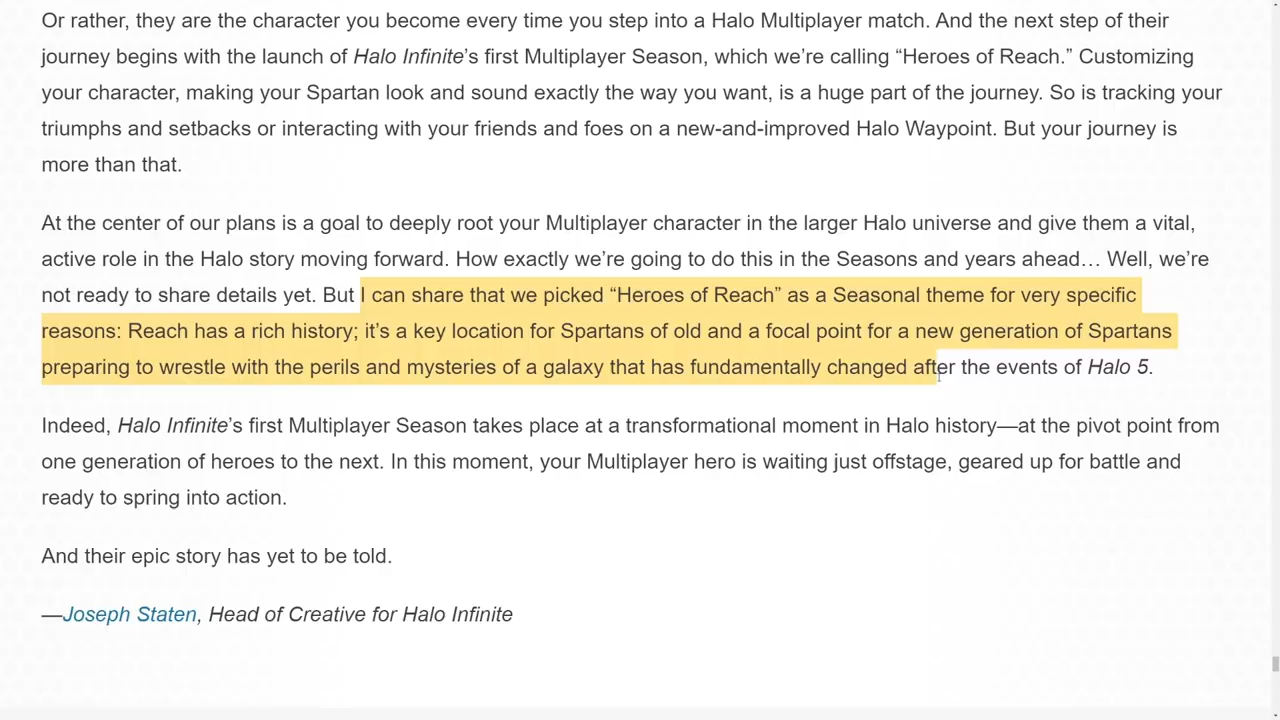 Or rather, they are the character you become every time you step into a Halo Multiplayer match. And the next step of their
journey begins with the launch of Halo Infinite’s first Multiplayer Season, which we’re calling “Heroes of Reach.” Customizing
your character, making your Spartan look and sound exactly the way you want, is a huge part of the journey. So is tracking your
triumphs and setbacks or interacting with your friends and foes on a new-and-improved Halo Waypoint. But your journey is
more than that.
At the center of our plans is a goal to deeply root your Multiplayer character in the larger Halo universe and give them a vital,
active role in the Halo story moving forward. How exactly we’re going to do this in the Seasons and years ahead… Well, we’re
not ready to share details yet. But I can share that we picked “Heroes of Reach” as a Seasonal theme for very specific
reasons: Reach has a rich history; it’s a key location for Spartans of old and a focal point for a new generation of Spartans
preparing to wrestle with the perils and mysteries of a galaxy that has fundamentally changed after the events of Halo 5.
Indeed, Halo Infinite’s first Multiplayer Season takes place at a transformational moment in Halo history—at the pivot point from
one generation of heroes to the next. In this moment, your Multiplayer hero is waiting just offstage, geared up for battle and
ready to spring into action.
And their epic story has yet to be told.
—Joseph Staten, Head of Creative for Halo Infinite